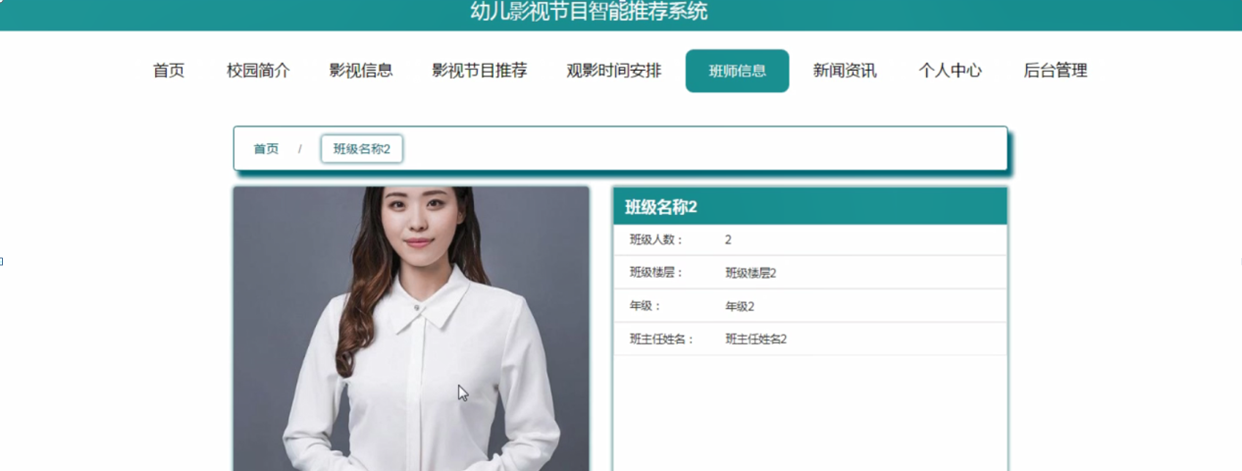 幼儿影视节目智能推荐系统
首页 校园简介 影视信息 影视节目推荐 观影时间安排 班师信息 新闻资讯 个人中心 后台管理
首页 / 班级名称2
班级名称2
班级人数： 2
班级楼层： 班级楼层2
年级： 年级2
班主任姓名： 班主任姓名2